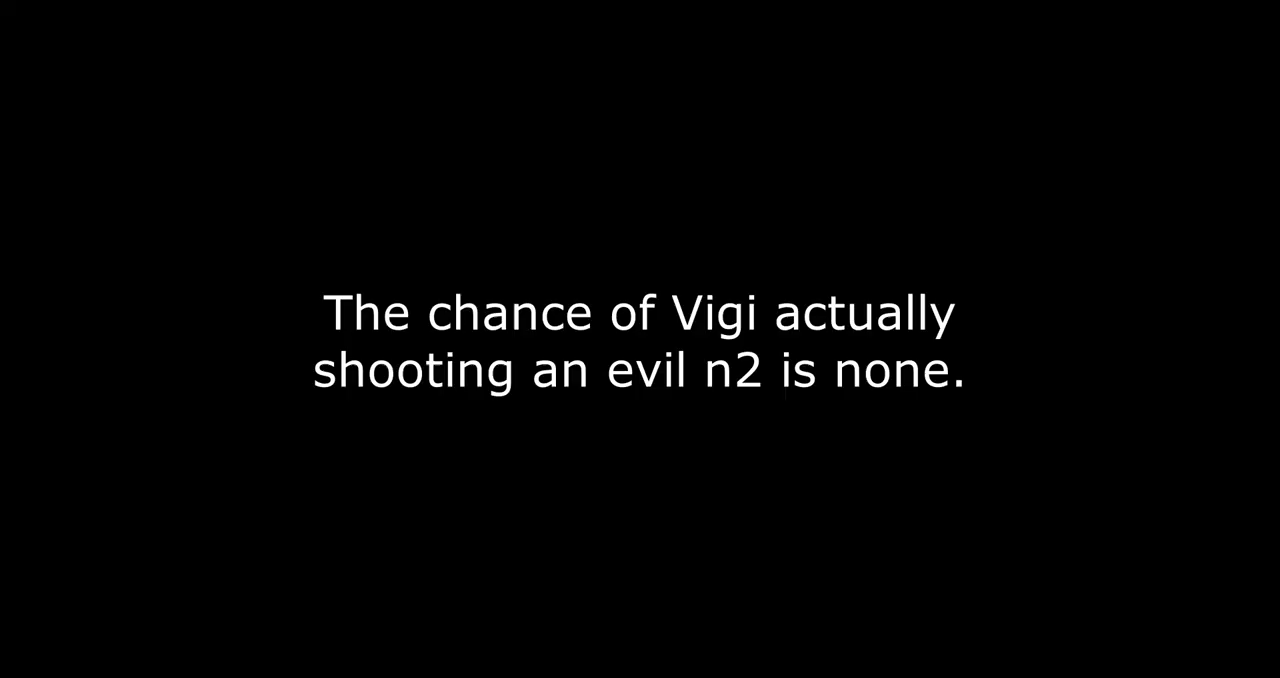 The chance of Vigi actually
shooting an evil n2 is none.